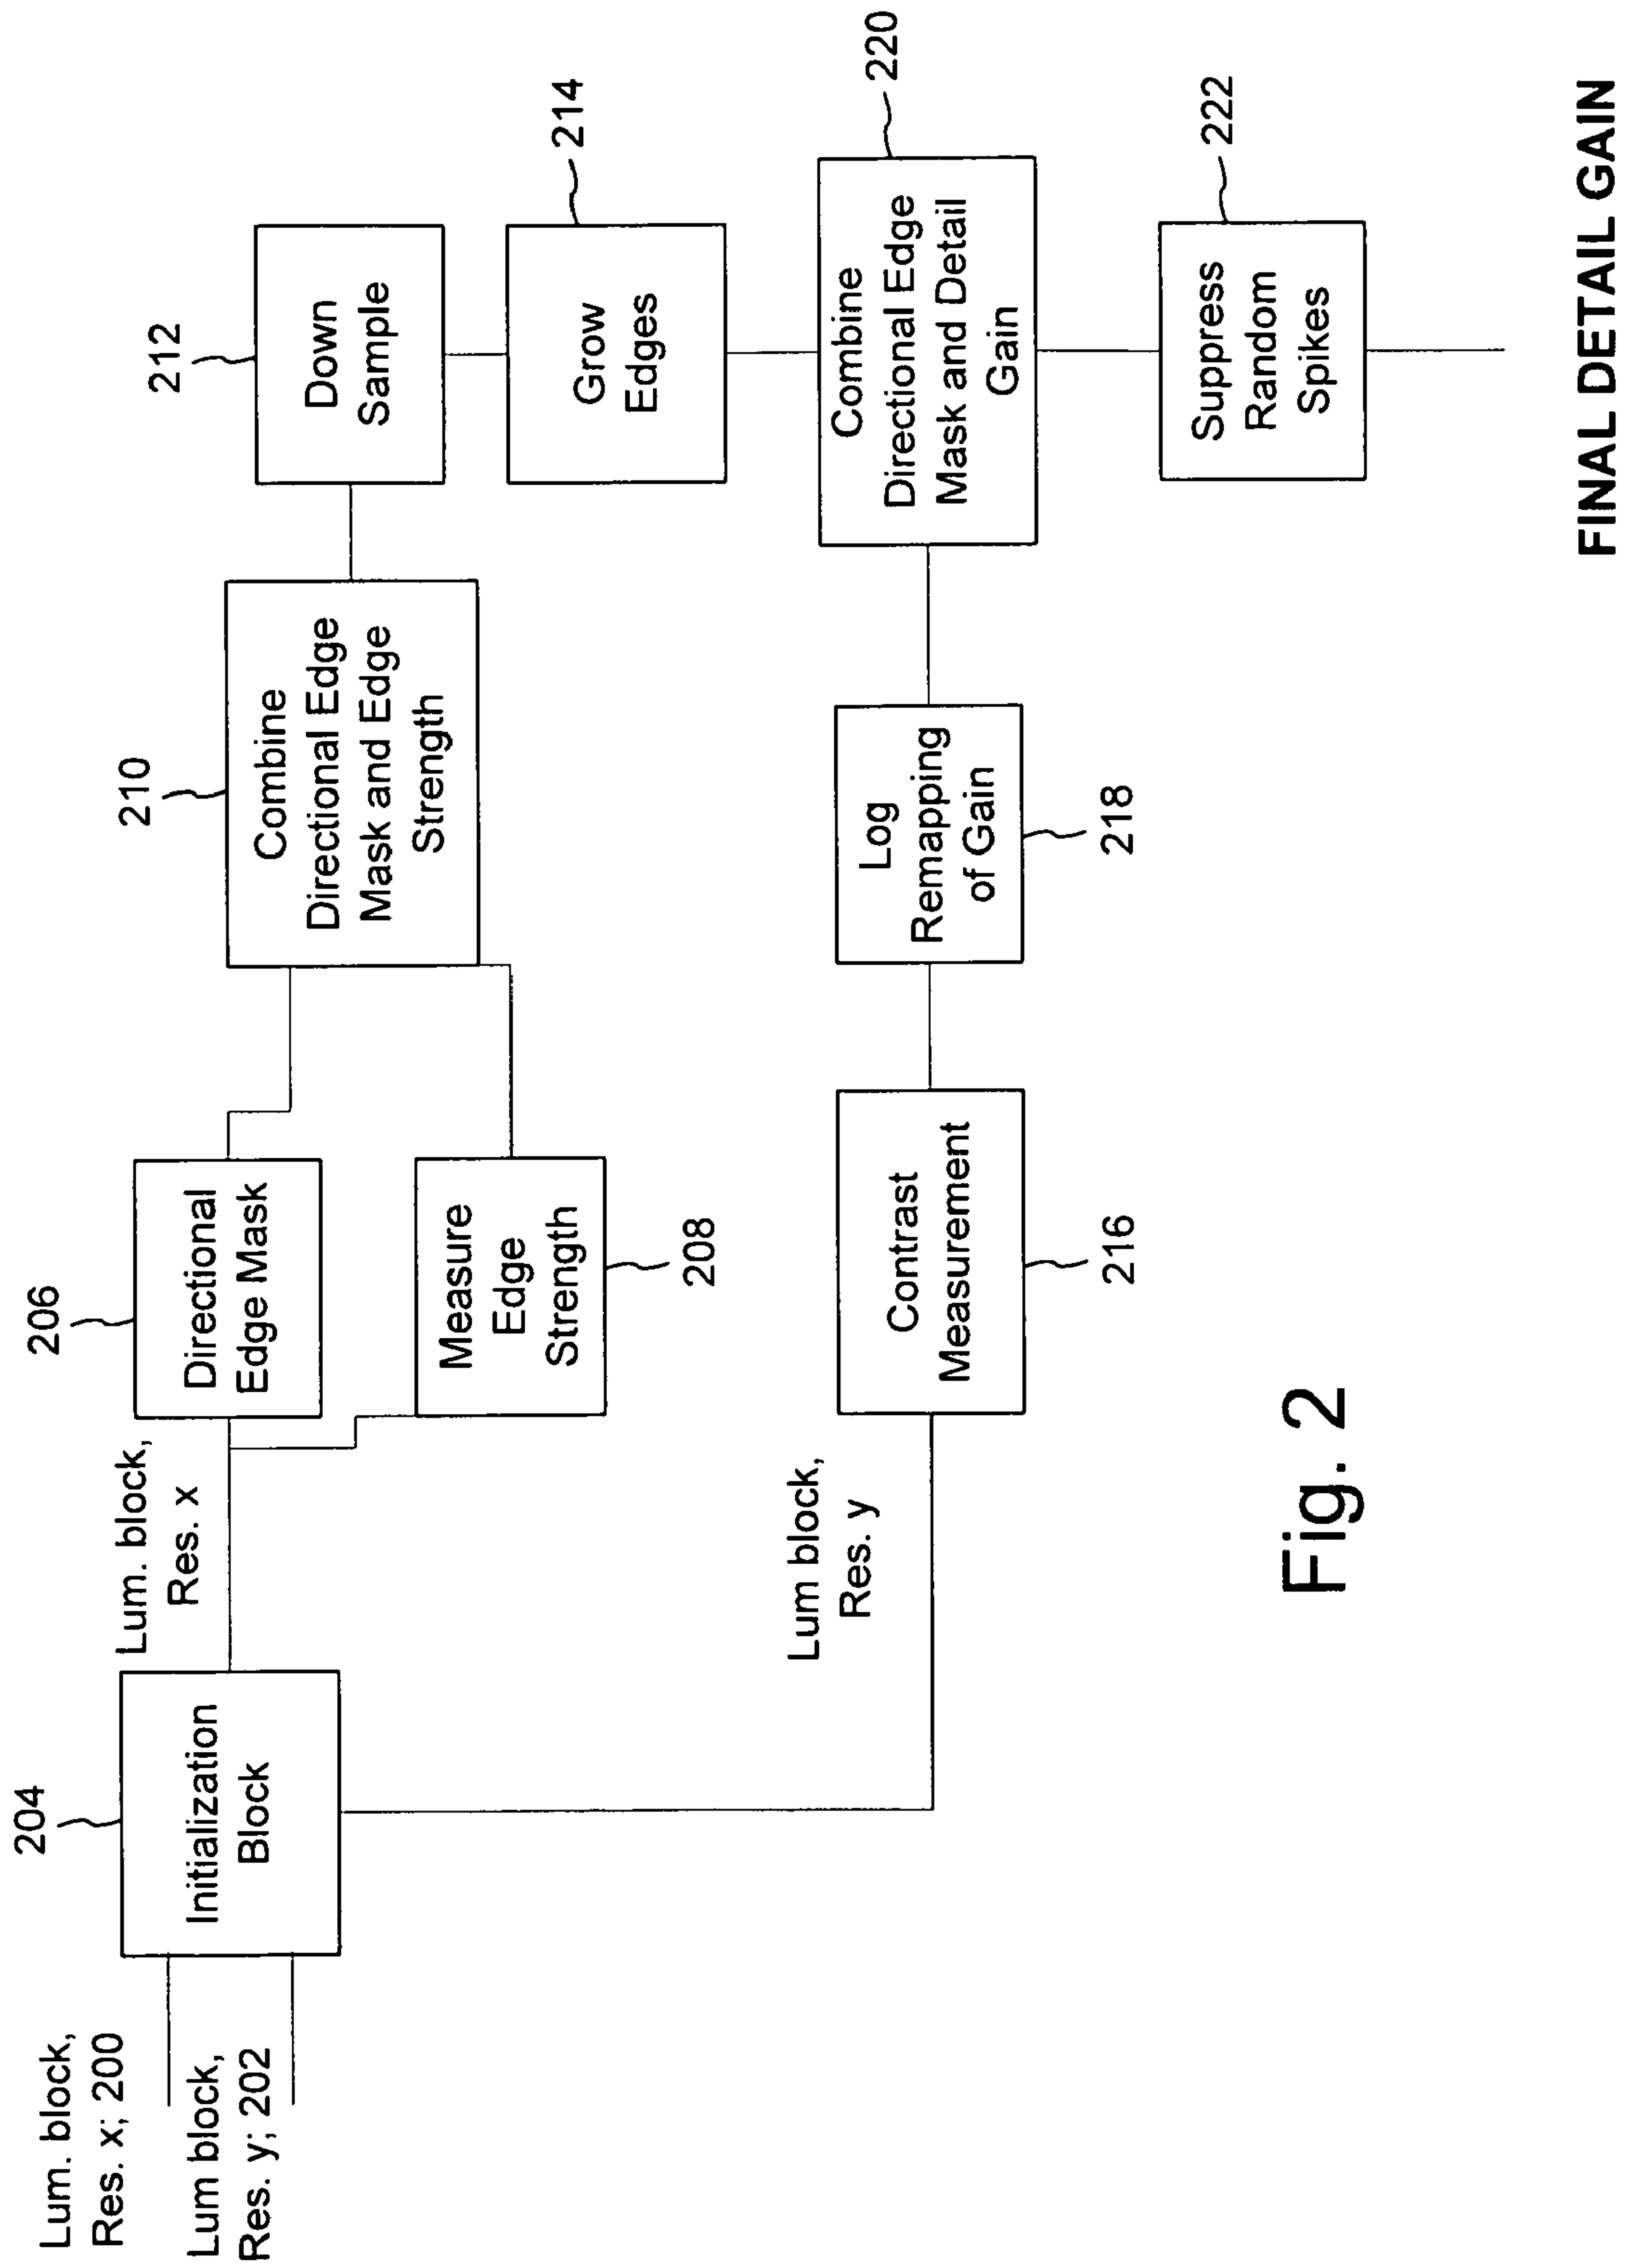 Lum. block,
Res. x; 200
Lum block,
Res. y; 202
204
Initialization
Block
Lum. block,
Res. x
206
Directional
Edge Mask
Measure
Edge
Strength
208
210
Combine
Directional Edge
Mask and Edge
Strength
212
Down
Sample
Grow
Edges
214
Lum block,
Res. y
Contrast
Measurement
216
Log
Remapping
of Gain
218
Combine
Directional Edge
Mask and Detail
Gain
220
Suppress
Random
Spikes
222
Fig. 2
FINAL DETAIL GAIN